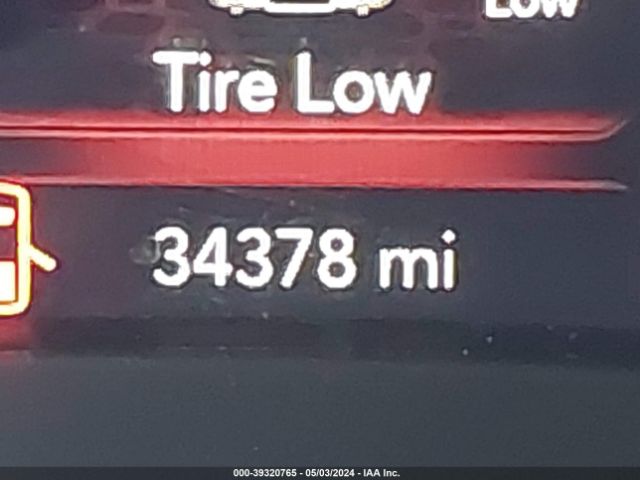 Low
Tire Low
34378 mi
000-39320765 - 05/03/2024 - IAA Inc.